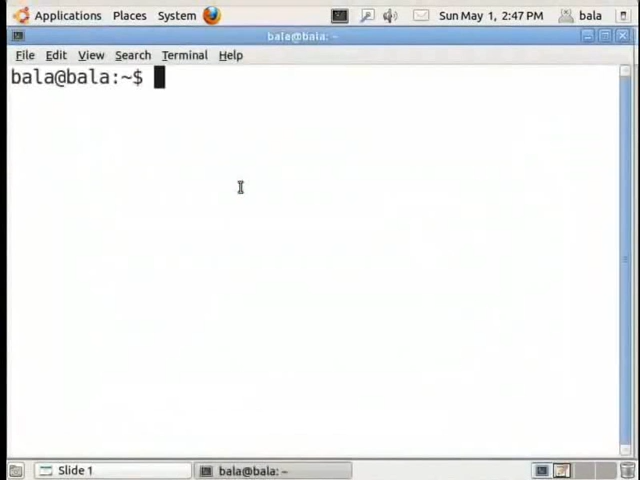 Applications Places System Sun May 1, 2:47 PM bala
bala@bala: ~
File Edit View Search Terminal Help
bala@bala:~$
Slide 1 bala@bala: ~